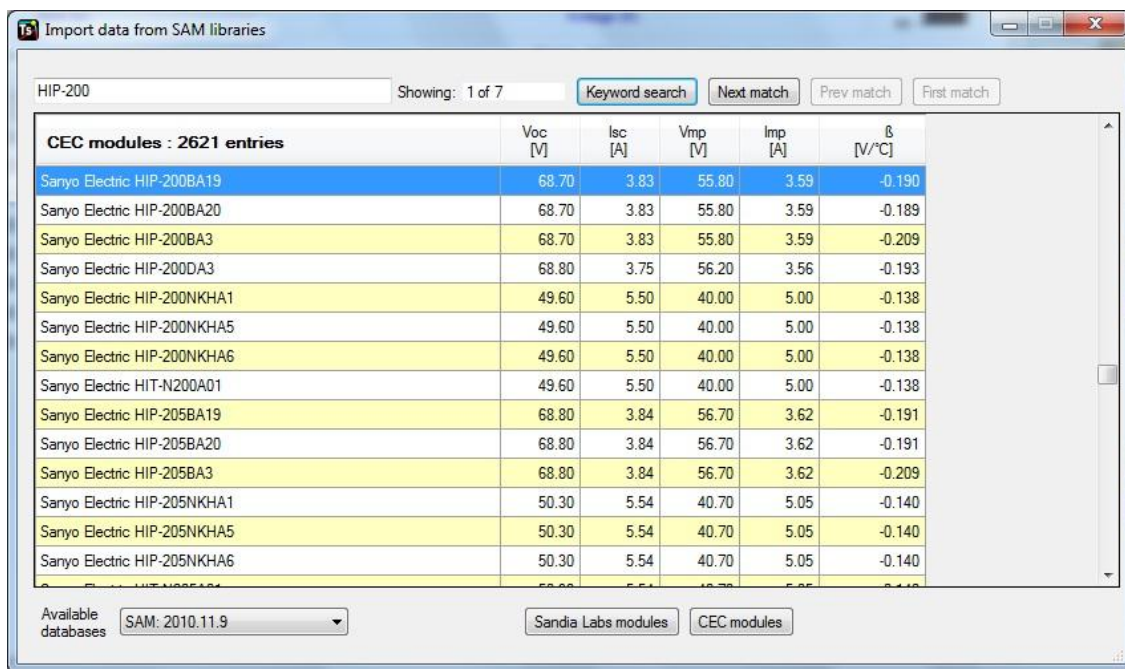 Ts Import data from SAM libraries
HIP-200 Showing: 1 of 7 Keyword search Next match Prev match First match
CEC modules : 2621 entries Voc [V] Isc [A] Vmp [V] Imp [A] ß [V/°C]
Sanyo Electric HIP-200BA19 68.70 3.83 55.80 3.59 -0.190
Sanyo Electric HIP-200BA20 68.70 3.83 55.80 3.59 -0.189
Sanyo Electric HIP-200BA3 68.70 3.83 55.80 3.59 -0.209
Sanyo Electric HIP-200DA3 68.80 3.75 56.20 3.56 -0.193
Sanyo Electric HIP-200NKHA1 49.60 5.50 40.00 5.00 -0.138
Sanyo Electric HIP-200NKHA5 49.60 5.50 40.00 5.00 -0.138
Sanyo Electric HIP-200NKHA6 49.60 5.50 40.00 5.00 -0.138
Sanyo Electric HIT-N200A01 49.60 5.50 40.00 5.00 -0.138
Sanyo Electric HIP-205BA19 68.80 3.84 56.70 3.62 -0.191
Sanyo Electric HIP-205BA20 68.80 3.84 56.70 3.62 -0.191
Sanyo Electric HIP-205BA3 68.80 3.84 56.70 3.62 -0.209
Sanyo Electric HIP-205NKHA1 50.30 5.54 40.70 5.05 -0.140
Sanyo Electric HIP-205NKHA5 50.30 5.54 40.70 5.05 -0.140
Sanyo Electric HIP-205NKHA6 50.30 5.54 40.70 5.05 -0.140
Available databases SAM: 2010.11.9 Sandia Labs modules CEC modules